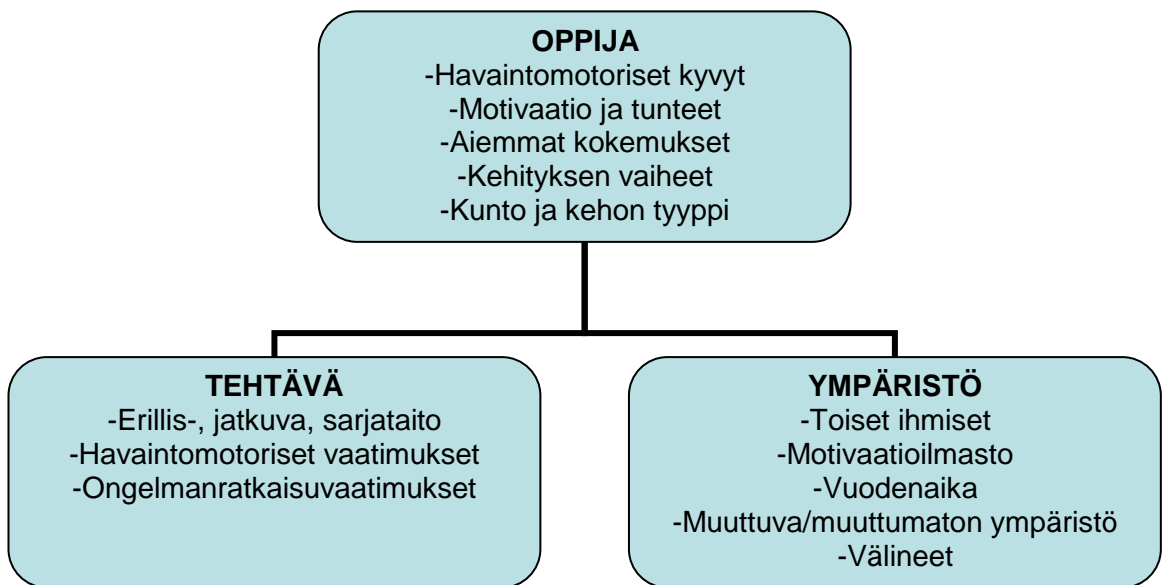 OPPIJA
-Havaintomotoriset kyvyt
-Motivaatio ja tunteet
-Aiemmat kokemukset
-Kehityksen vaiheet
-Kunto ja kehon tyyppi
TEHTÄVÄ
-Erillis-, jatkuva, sarjataito
-Havaintomotoriset vaatimukset
-Ongelmanratkaisuvaatimukset
YMPÄRISTÖ
-Toiset ihmiset
-Motivaatioilmasto
-Vuodenaika
-Muuttuva/muuttumaton ympäristö
-Välineet